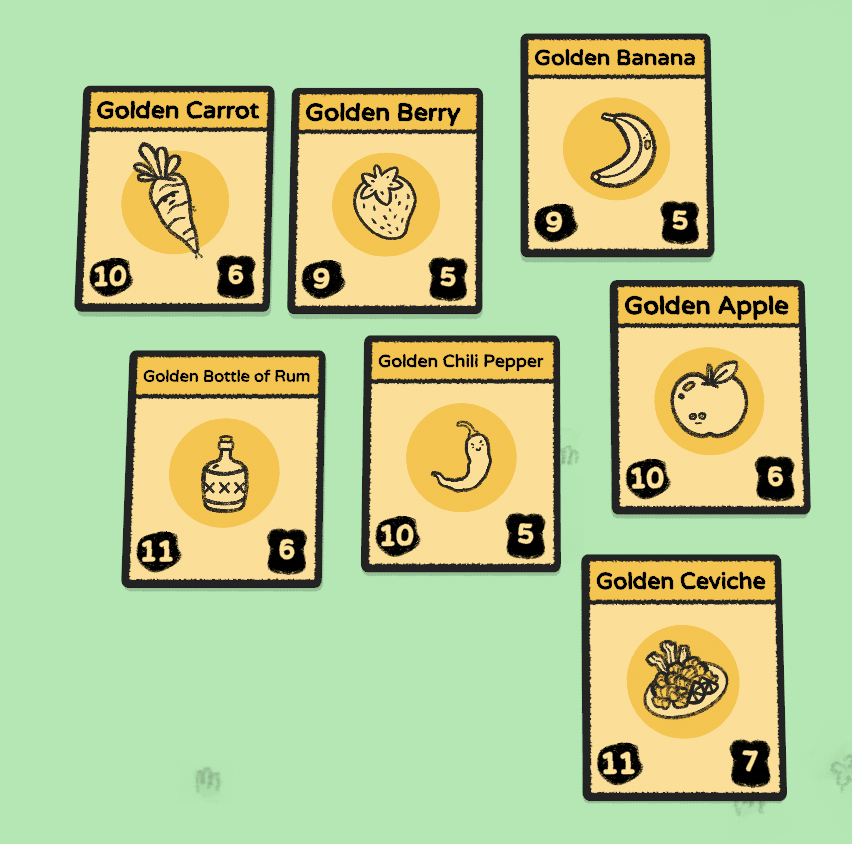 Golden Banana
9 5
Golden Carrot
10 6
Golden Berry
9 5
Golden Apple
10 6
Golden Bottle of Rum
11 6
Golden Chili Pepper
10 5
Golden Ceviche
11 7
XXX